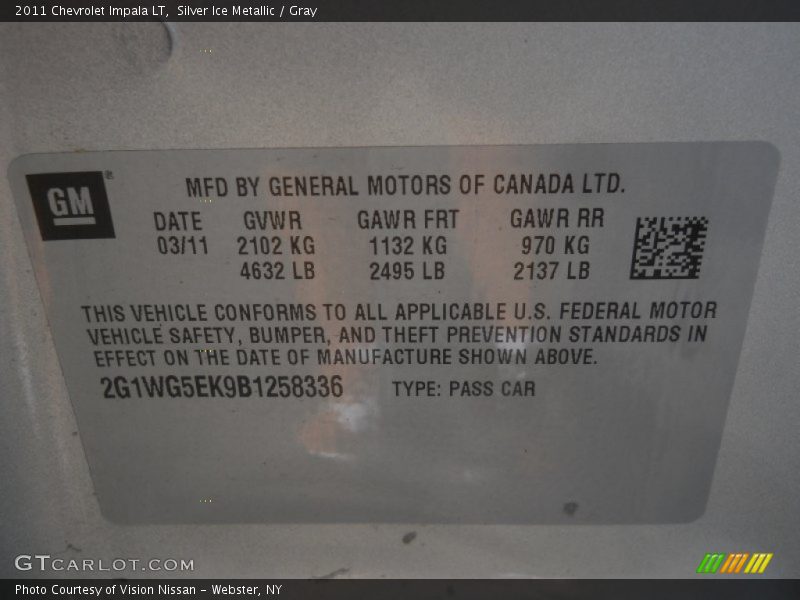 2011 Chevrolet Impala LT, Silver Ice Metallic / Gray
GM®
MFD BY GENERAL MOTORS OF CANADA LTD.
DATE GVWR GAWR FRT GAWR RR
03/11 2102 KG 1132 KG 970 KG
4632 LB 2495 LB 2137 LB
THIS VEHICLE CONFORMS TO ALL APPLICABLE U.S. FEDERAL MOTOR
VEHICLE SAFETY, BUMPER, AND THEFT PREVENTION STANDARDS IN
EFFECT ON THE DATE OF MANUFACTURE SHOWN ABOVE.
2G1WG5EK9B1258336 TYPE: PASS CAR
GTCARLOT.COM
Photo Courtesy of Vision Nissan - Webster, NY